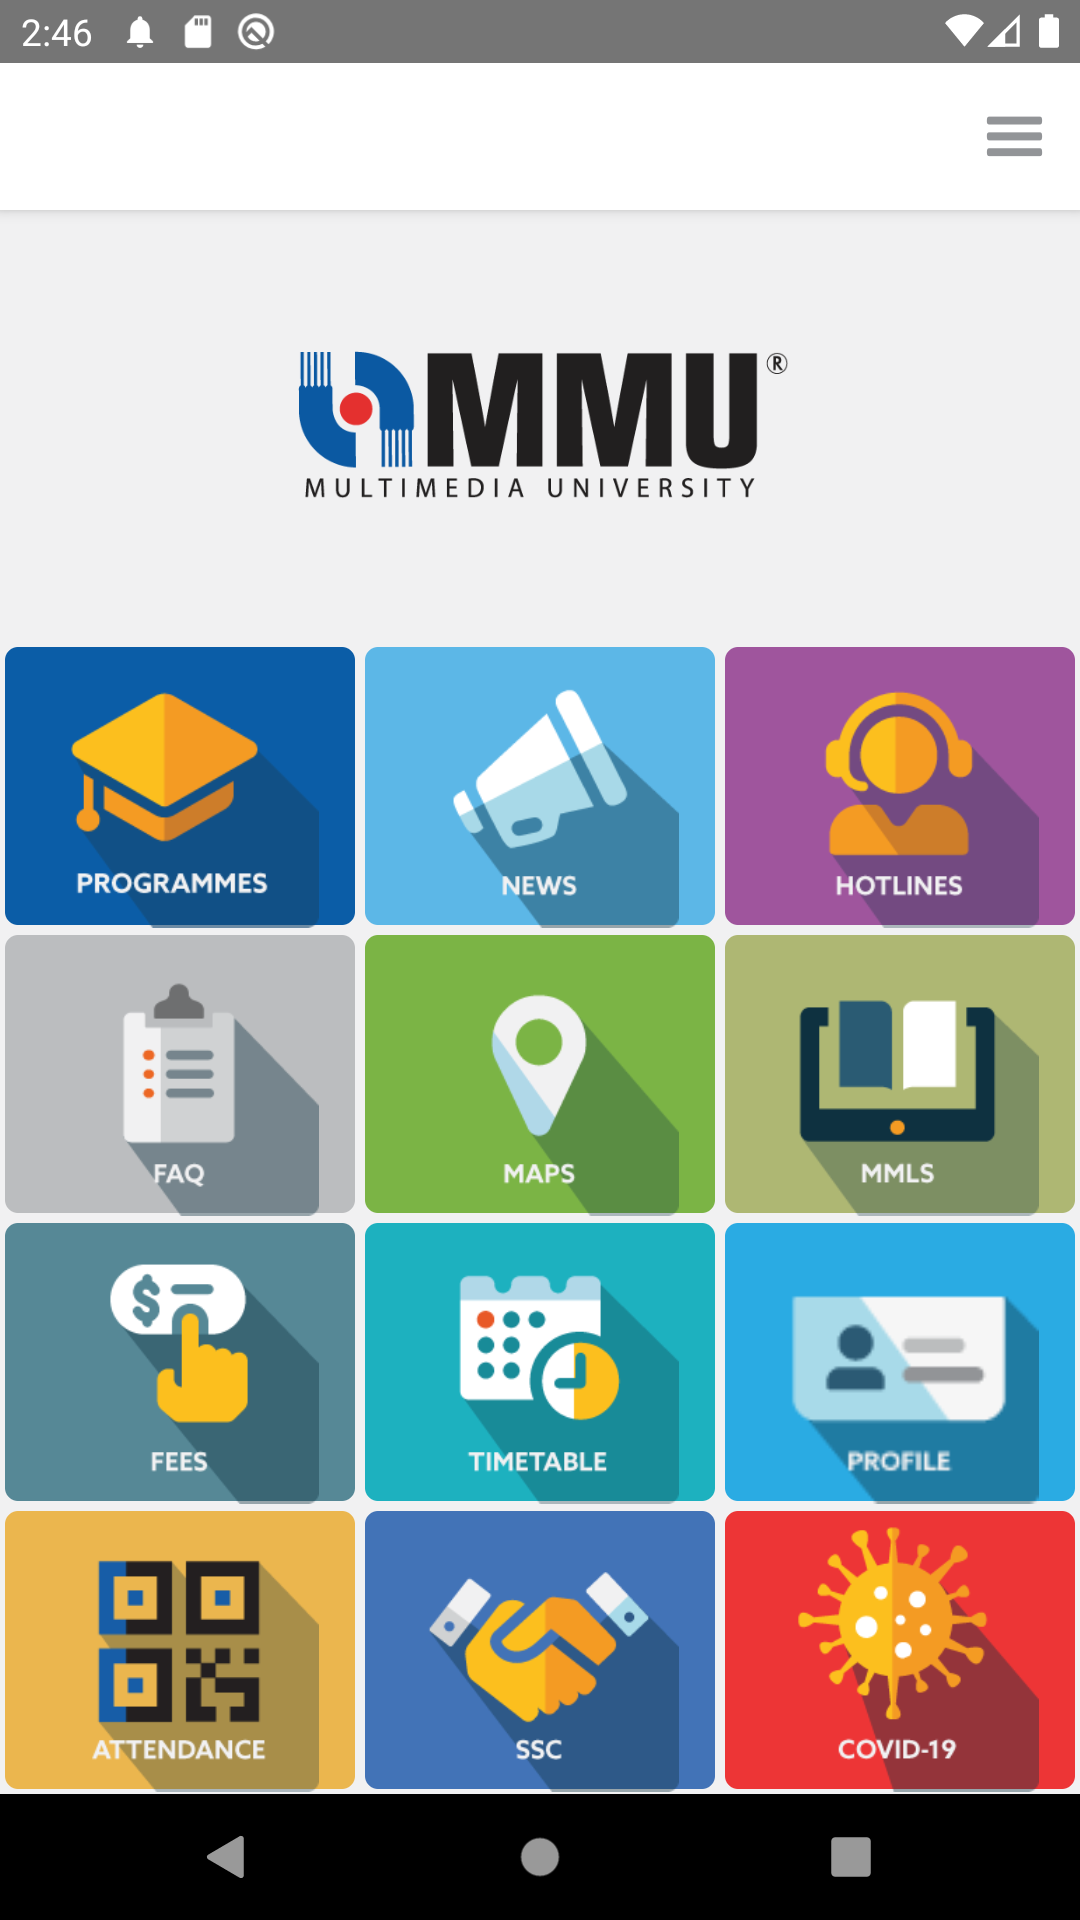 2:46
MMU®
MULTIMEDIA UNIVERSITY
PROGRAMMES
NEWS
HOTLINES
FAQ
MAPS
MMLS
$
FEES
TIMETABLE
PROFILE
ATTENDANCE
SSC
COVID-19